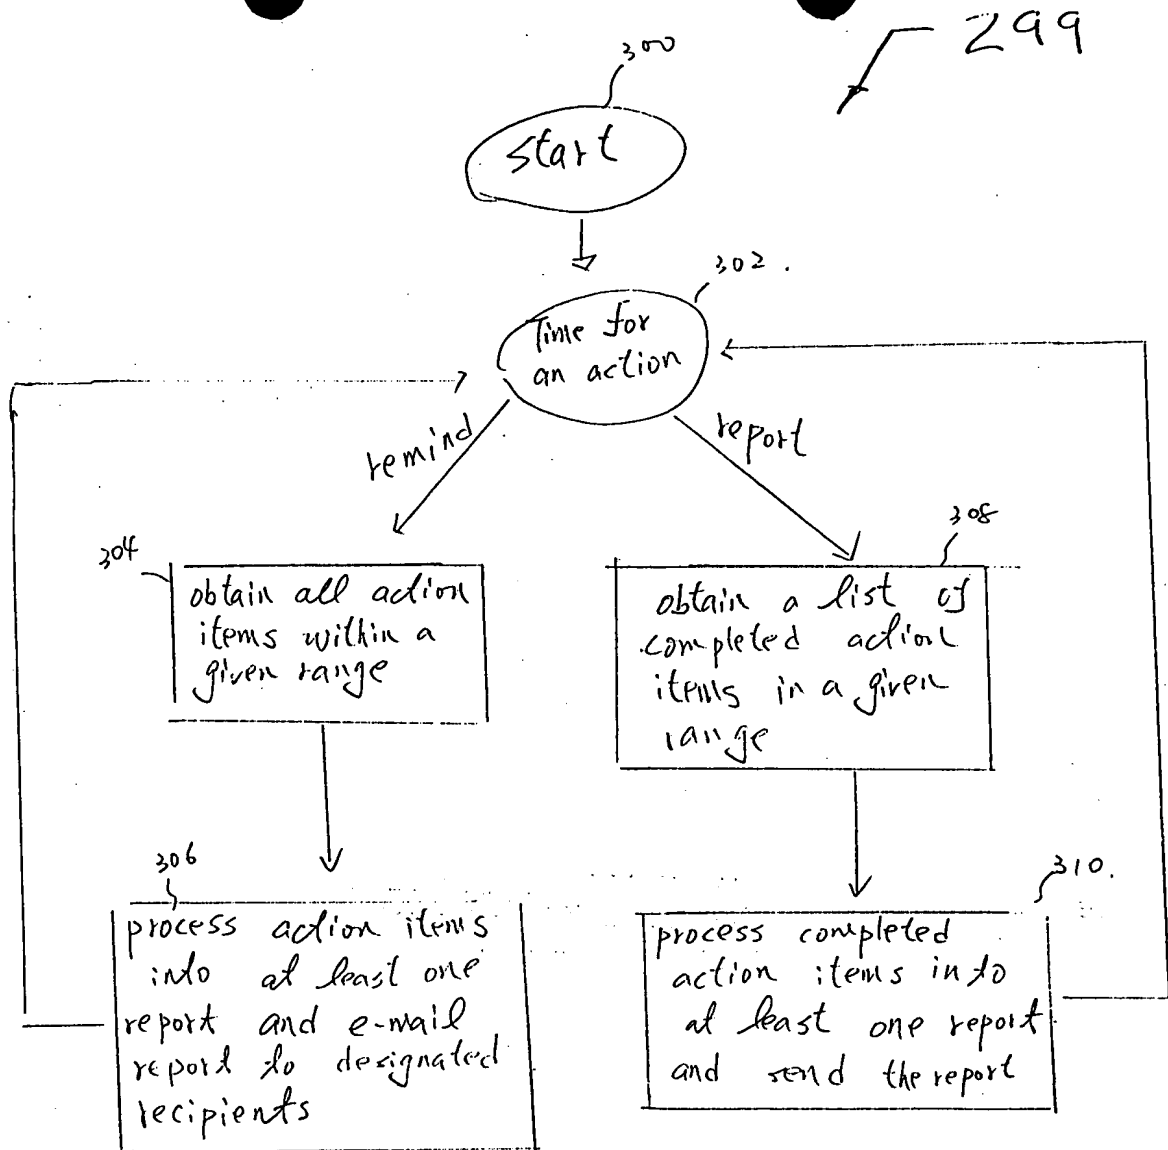 299
300
start
302.
Time for
an action
remind
report
304
obtain all action
items within a
given range
308
obtain a list of
completed action
items in a given
range
306
process action items
into at least one
report and e-mail
report to designated
recipients
310.
process completed
action items into
at least one report
and send the report